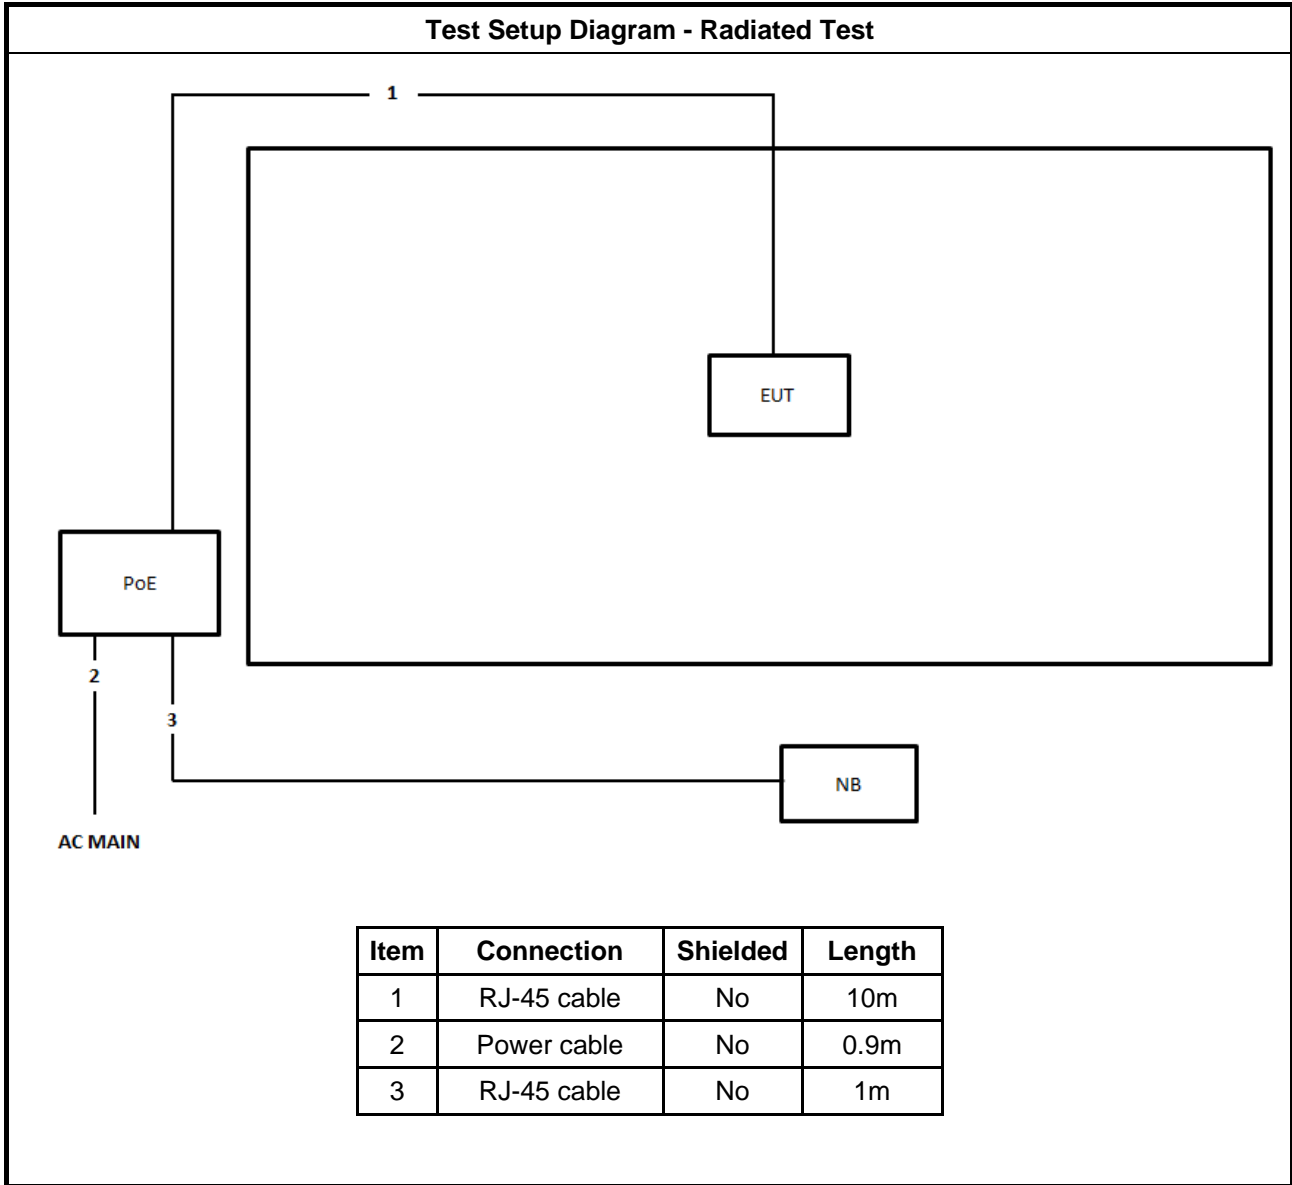 Test Setup Diagram - Radiated Test
1
EUT
PoE
2
3
NB
AC MAIN
Item Connection Shielded Length
1 RJ-45 cable No 10m
2 Power cable No 0.9m
3 RJ-45 cable No 1m